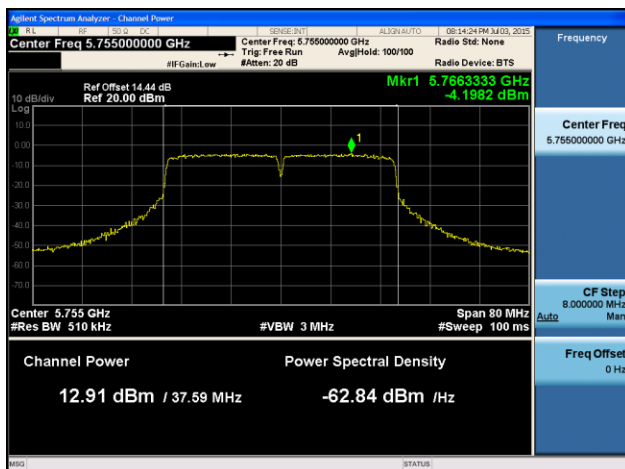 Agilent Spectrum Analyzer - Channel Power
RL RF 50 Ω DC SENSE:INT ALIGN AUTO 08:14:24 PM Jul 03, 2015
Center Freq 5.755000000 GHz
Center Freq: 5.755000000 GHz
Radio Std: None
Trig: Free Run Avg|Hold: 100/100
#IFGain:Low #Atten: 20 dB Radio Device: BTS
Frequency
Ref Offset 14.44 dB
10 dB/div Ref 20.00 dBm
Mkr1 5.7663333 GHz
-4.1982 dBm
Log
10.0
0.00
-10.0
-20.0
-30.0
-40.0
-50.0
-60.0
-70.0
1
Center 5.755 GHz Span 80 MHz
#Res BW 510 kHz #VBW 3 MHz #Sweep 100 ms
Channel Power Power Spectral Density
12.91 dBm / 37.59 MHz -62.84 dBm /Hz
Center Freq
5.755000000 GHz
CF Step
8.000000 MHz
Auto Man
Freq Offset
0 Hz
MSG STATUS